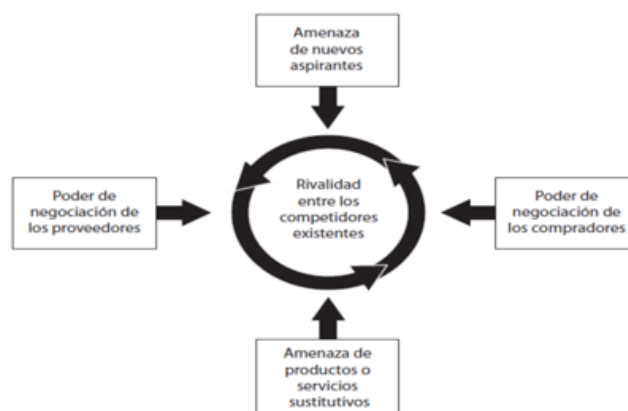 Amenaza
de nuevos
aspirantes
Poder de
negociación de
los proveedores
Rivalidad
entre los
competidores
existentes
Poder de
negociación de
los compradores
Amenaza de
productos o
servicios
sustitutivos